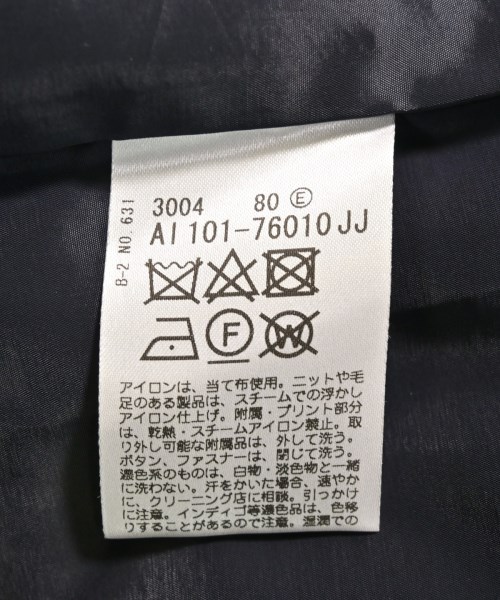 B-2 NO. 631
3004 80 Ⓔ
AI 101-76010 JJ
F
W
アイロンは、当て布使用。ニットや毛
足のある製品は、スチームでの浮かし
アイロン仕上げ。附属・プリント部分
は、乾熱・スチームアイロン禁止。取
り外し可能な附属品は、外して洗う。
ボタン、ファスナーは、閉じて洗う。
濃色系のものは、白物・淡色物と一緒
に洗わない。汗をかいた場合、速やか
に、クリーニング店に相談。引っかけ
に注意。インディゴ等濃色品は、色移
りすることがあるので注意。湿潤での